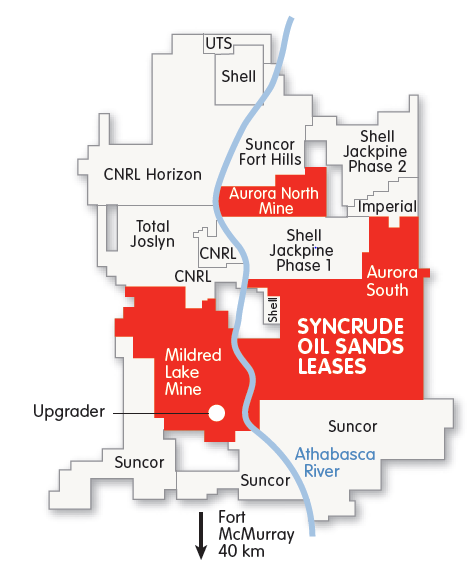 UTS
Shell
Suncor
Fort Hills
Shell
Jackpine
Phase 2
CNRL Horizon
Aurora North
Mine
Imperial
Total
Joslyn
CNRL
Shell
Jackpine
Phase 1
CNRL
Aurora
South
Shell
SYNCRUDE
OIL SANDS
LEASES
Mildred
Lake
Mine
Upgrader
Suncor
Athabasca
River
Suncor
Suncor
Fort
McMurray
40 km